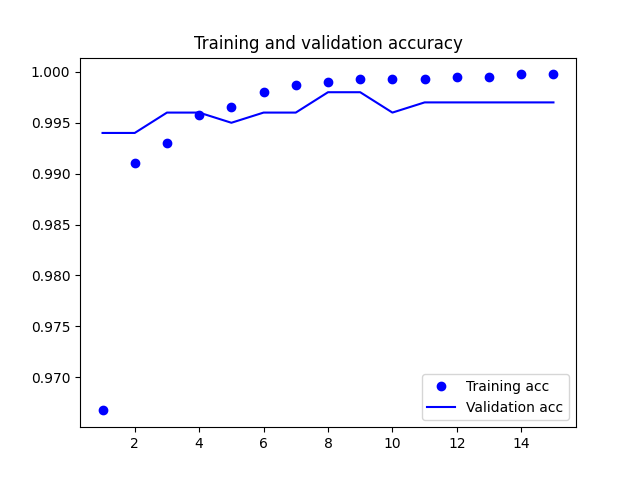 Training and validation accuracy
1.000
0.995
0.990
0.985
0.980
0.975
0.970
Training acc
Validation acc
2 4 6 8 10 12 14